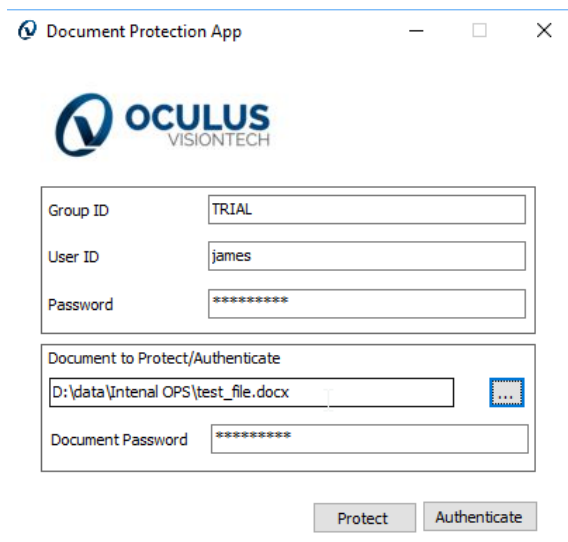 Document Protection App
OCULUS
VISIONTECH
Group ID TRIAL
User ID james
Password *********
Document to Protect/Authenticate
D:\data\Intenal OPS\test_file.docx ...
Document Password *********
Protect Authenticate